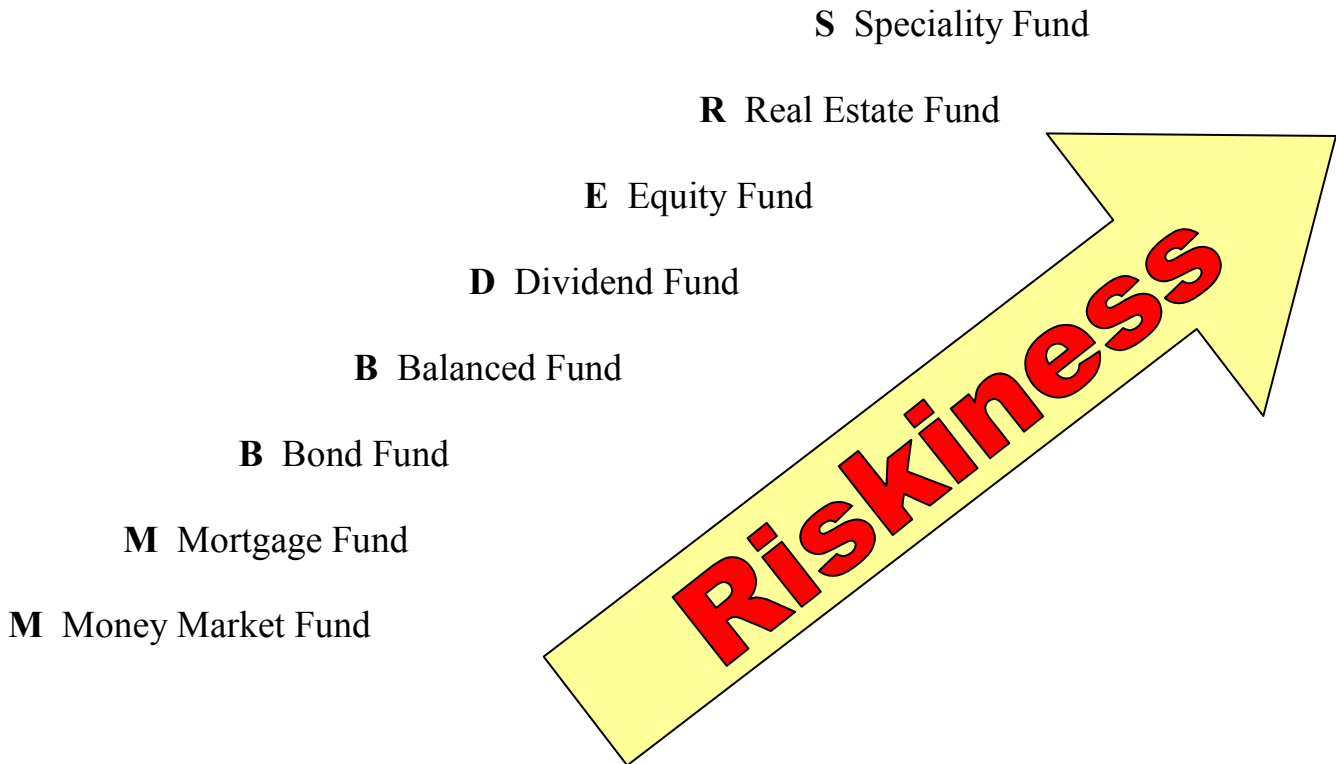 S Speciality Fund
R Real Estate Fund
E Equity Fund
D Dividend Fund
B Balanced Fund
B Bond Fund
M Mortgage Fund
M Money Market Fund
Riskiness